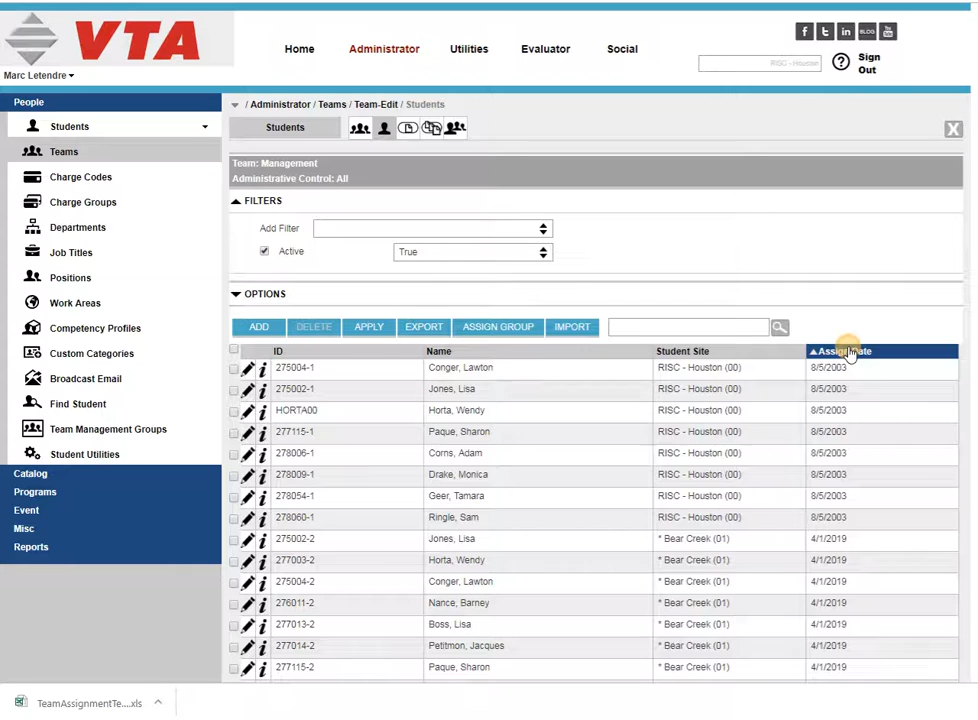 VTA
Marc Letendre
Home Administrator Utilities Evaluator Social
f t in BLOG You
RISC - Houston
? Sign Out
People
Students
Teams
Charge Codes
Charge Groups
Departments
Job Titles
Positions
Work Areas
Competency Profiles
Custom Categories
Broadcast Email
Find Student
Team Management Groups
Student Utilities
Catalog
Programs
Event
Misc
Reports
/ Administrator / Teams / Team-Edit / Students
Students
X
Team: Management
Administrative Control: All
FILTERS
Add Filter
Active True
OPTIONS
ADD DELETE APPLY EXPORT ASSIGN GROUP IMPORT
ID Name Student Site
275004-1 Conger, Lawton RISC - Houston (00) 8/5/2003
275002-1 Jones, Lisa RISC - Houston (00) 8/5/2003
HORTA00 Horta, Wendy RISC - Houston (00) 8/5/2003
277115-1 Paque, Sharon RISC - Houston (00) 8/5/2003
278006-1 Corns, Adam RISC - Houston (00) 8/5/2003
278009-1 Drake, Monica RISC - Houston (00) 8/5/2003
278054-1 Geer, Tamara RISC - Houston (00) 8/5/2003
278060-1 Ringle, Sam RISC - Houston (00) 8/5/2003
275002-2 Jones, Lisa * Bear Creek (01) 4/1/2019
277003-2 Horta, Wendy * Bear Creek (01) 4/1/2019
275004-2 Conger, Lawton * Bear Creek (01) 4/1/2019
276011-2 Nance, Barney * Bear Creek (01) 4/1/2019
277013-2 Boss, Lisa * Bear Creek (01) 4/1/2019
277014-2 Petitmon, Jacques * Bear Creek (01) 4/1/2019
277115-2 Paque, Sharon * Bear Creek (01) 4/1/2019
TeamAssignmentTe....xls